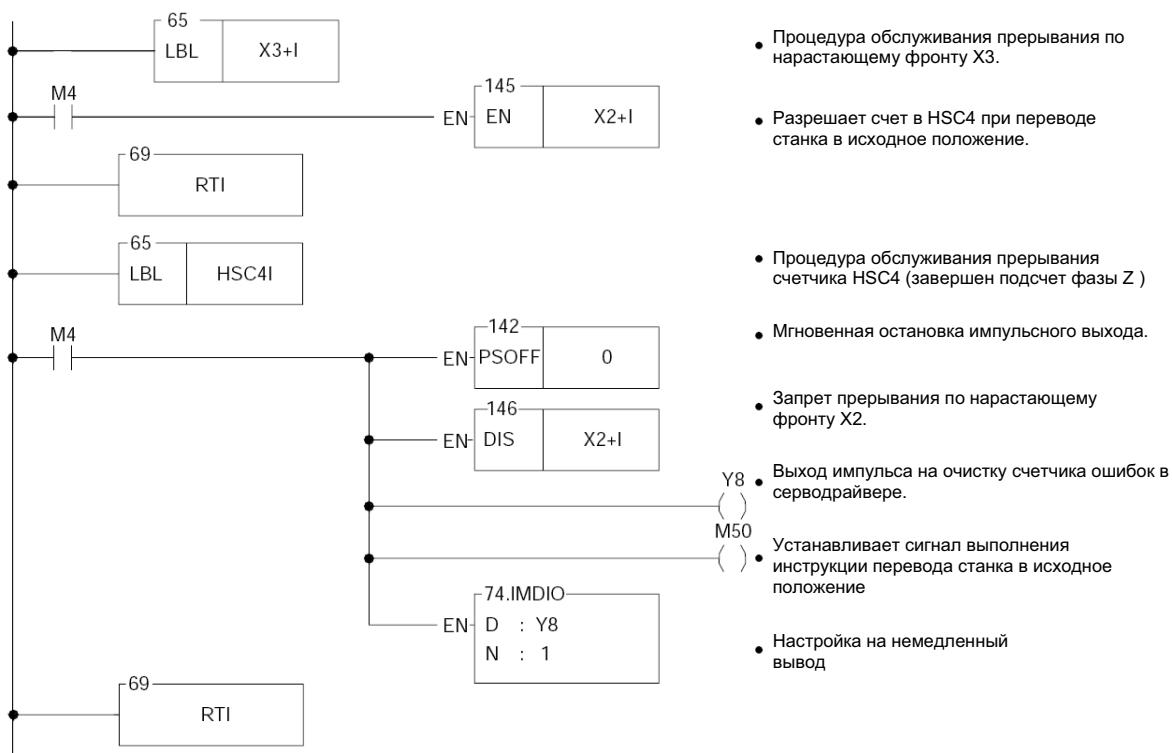 65
LBL X3+I
• Процедура обслуживания прерывания по
нарастающему фронту X3.
M4
EN
145
EN X2+I
• Разрешает счет в HSC4 при переводе
станка в исходное положение.
69
RTI
65
LBL HSC4I
• Процедура обслуживания прерывания
счетчика HSC4 (завершен подсчет фазы Z )
M4
EN
142
PSOFF 0
• Мгновенная остановка импульсного выхода.
EN
146
DIS X2+I
• Запрет прерывания по нарастающему
фронту X2.
Y8
( )
• Выход импульса на очистку счетчика ошибок в
серводрайвере.
M50
( )
• Устанавливает сигнал выполнения
инструкции перевода станка в исходное
положение
EN
74.IMDIO
D : Y8
N : 1
• Настройка на немедленный
вывод
69
RTI